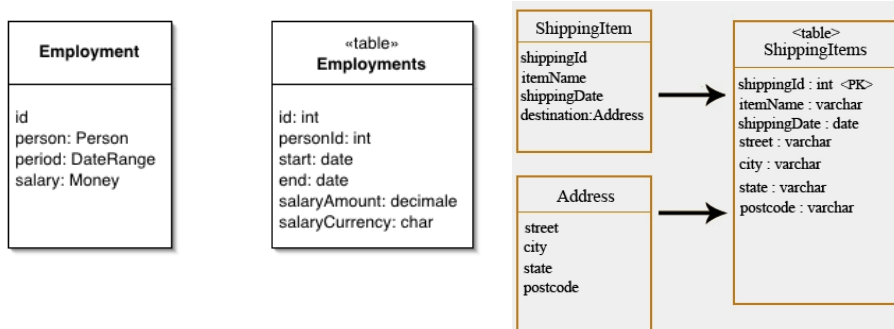 Employment
id
person: Person
period: DateRange
salary: Money
«table»
Employments
id: int
personId: int
start: date
end: date
salaryAmount: decimale
salaryCurrency: char
ShippingItem
shippingId
itemName
shippingDate
destination:Address
Address
street
city
state
postcode
<table>
ShippingItems
shippingId : int <PK>
itemName : varchar
shippingDate : date
street : varchar
city : varchar
state : varchar
postcode : varchar